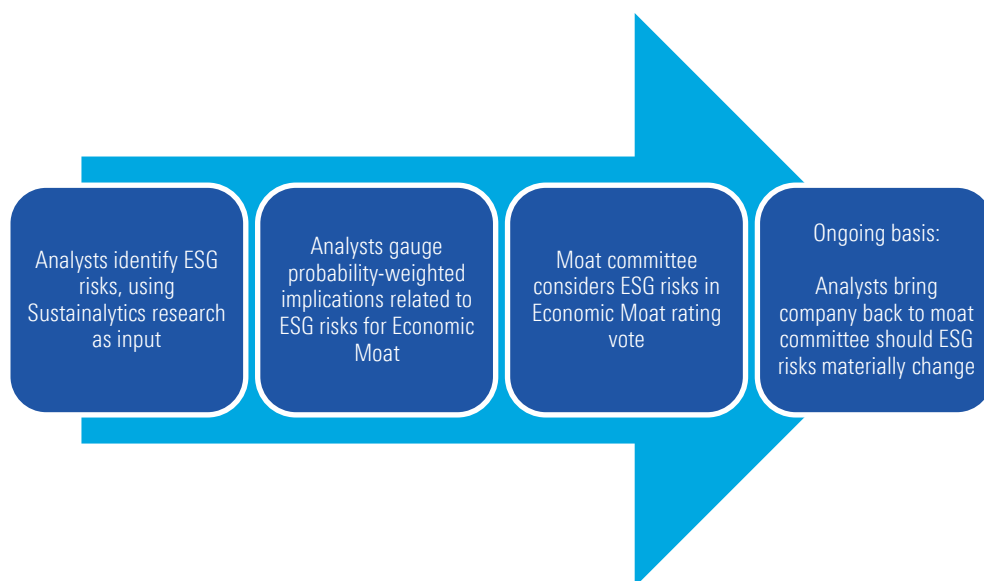 Analysts identify ESG
risks, using
Sustainalytics research
as input
Analysts gauge
probability-weighted
implications related to
ESG risks for Economic
Moat
Moat committee
considers ESG risks in
Economic Moat rating
vote
Ongoing basis:
Analysts bring
company back to moat
committee should ESG
risks materially change